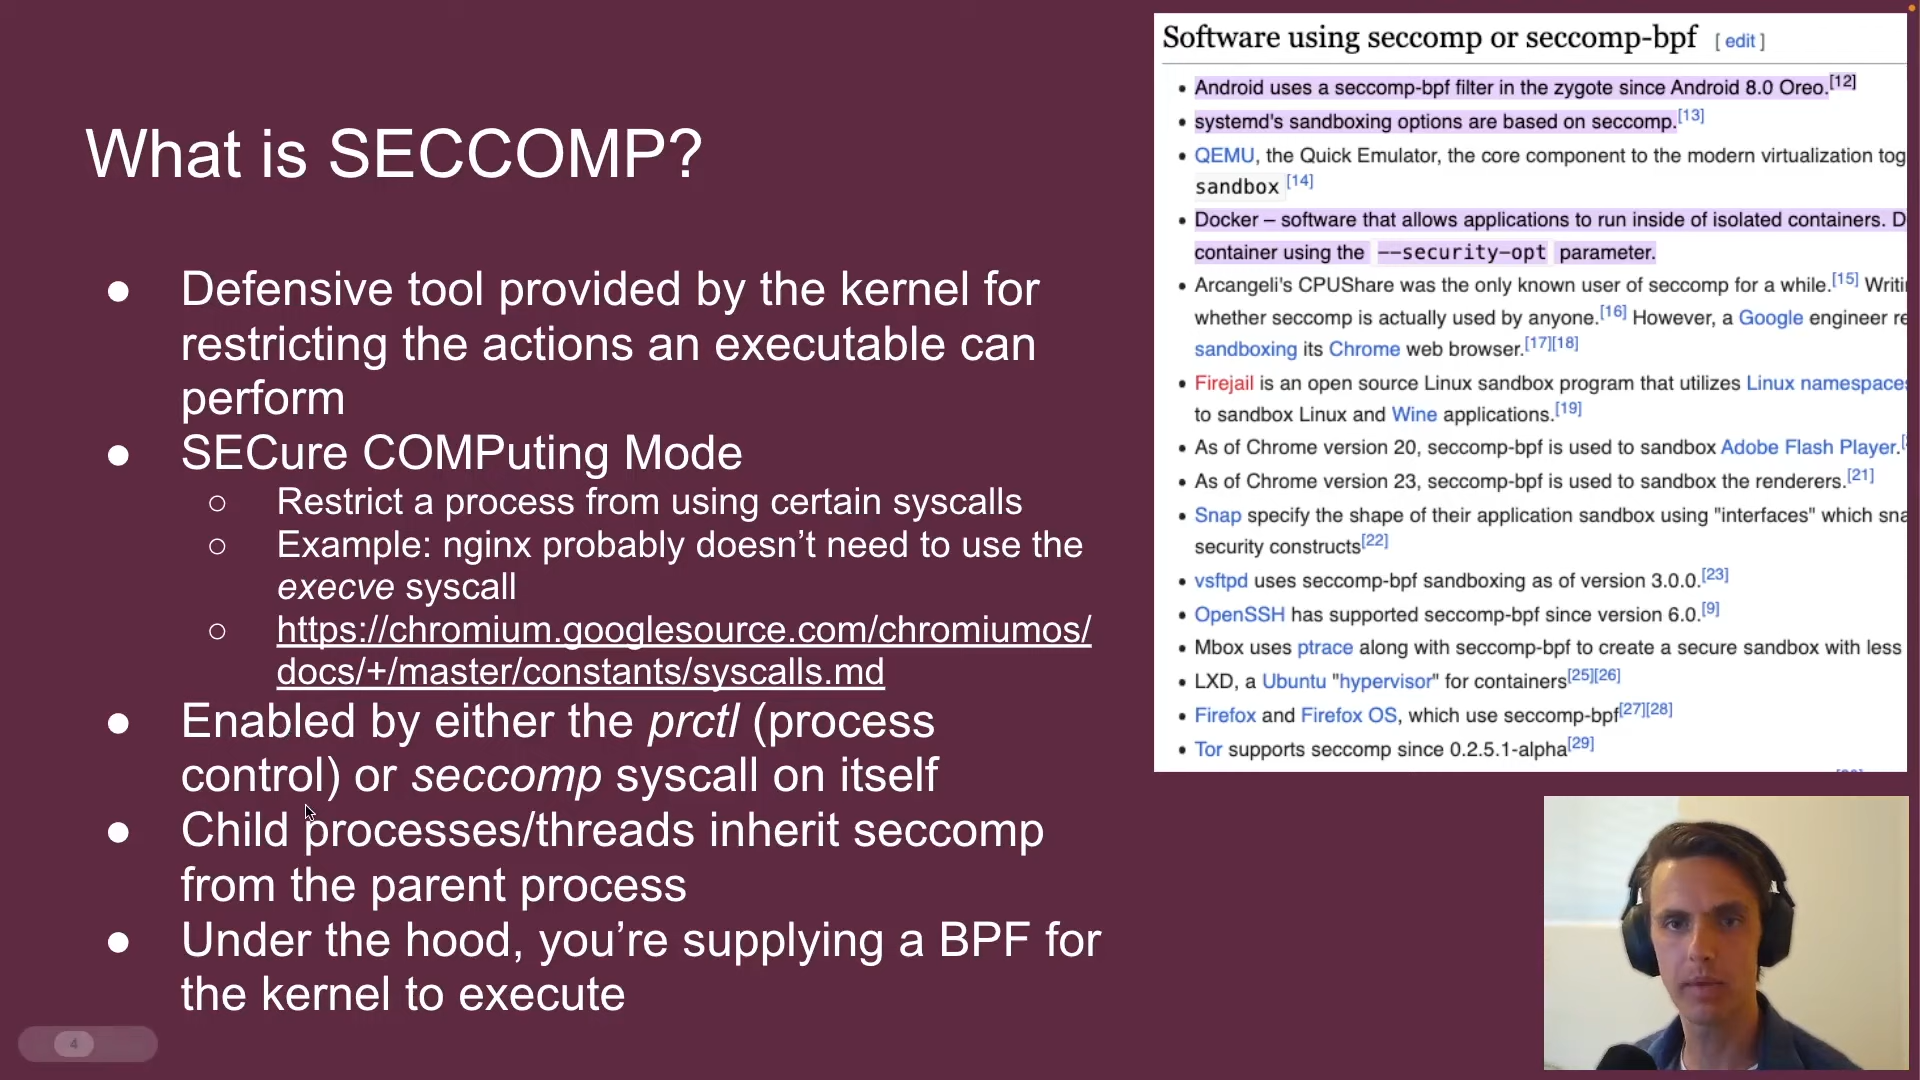 What is SECCOMP?
● Defensive tool provided by the kernel for
restricting the actions an executable can
perform
● SECure COMPuting Mode
○ Restrict a process from using certain syscalls
○ Example: nginx probably doesn’t need to use the
execve syscall
○ https://chromium.googlesource.com/chromiumos/
docs/+/master/constants/syscalls.md
● Enabled by either the prctl (process
control) or seccomp syscall on itself
● Child processes/threads inherit seccomp
from the parent process
● Under the hood, you’re supplying a BPF for
the kernel to execute
4
Software using seccomp or seccomp-bpf [ edit ]
• Android uses a seccomp-bpf filter in the zygote since Android 8.0 Oreo.[12]
• systemd's sandboxing options are based on seccomp.[13]
• QEMU, the Quick Emulator, the core component to the modern virtualization tog
sandbox [14]
• Docker – software that allows applications to run inside of isolated containers. D
container using the --security-opt parameter.
• Arcangeli's CPUShare was the only known user of seccomp for a while.[15] Writi
whether seccomp is actually used by anyone.[16] However, a Google engineer re
sandboxing its Chrome web browser.[17][18]
• Firejail is an open source Linux sandbox program that utilizes Linux namespaces
to sandbox Linux and Wine applications.[19]
• As of Chrome version 20, seccomp-bpf is used to sandbox Adobe Flash Player.
• As of Chrome version 23, seccomp-bpf is used to sandbox the renderers.[21]
• Snap specify the shape of their application sandbox using "interfaces" which sna
security constructs[22]
• vsftpd uses seccomp-bpf sandboxing as of version 3.0.0.[23]
• OpenSSH has supported seccomp-bpf since version 6.0.[9]
• Mbox uses ptrace along with seccomp-bpf to create a secure sandbox with less
• LXD, a Ubuntu "hypervisor" for containers[25][26]
• Firefox and Firefox OS, which use seccomp-bpf[27][28]
• Tor supports seccomp since 0.2.5.1-alpha[29]